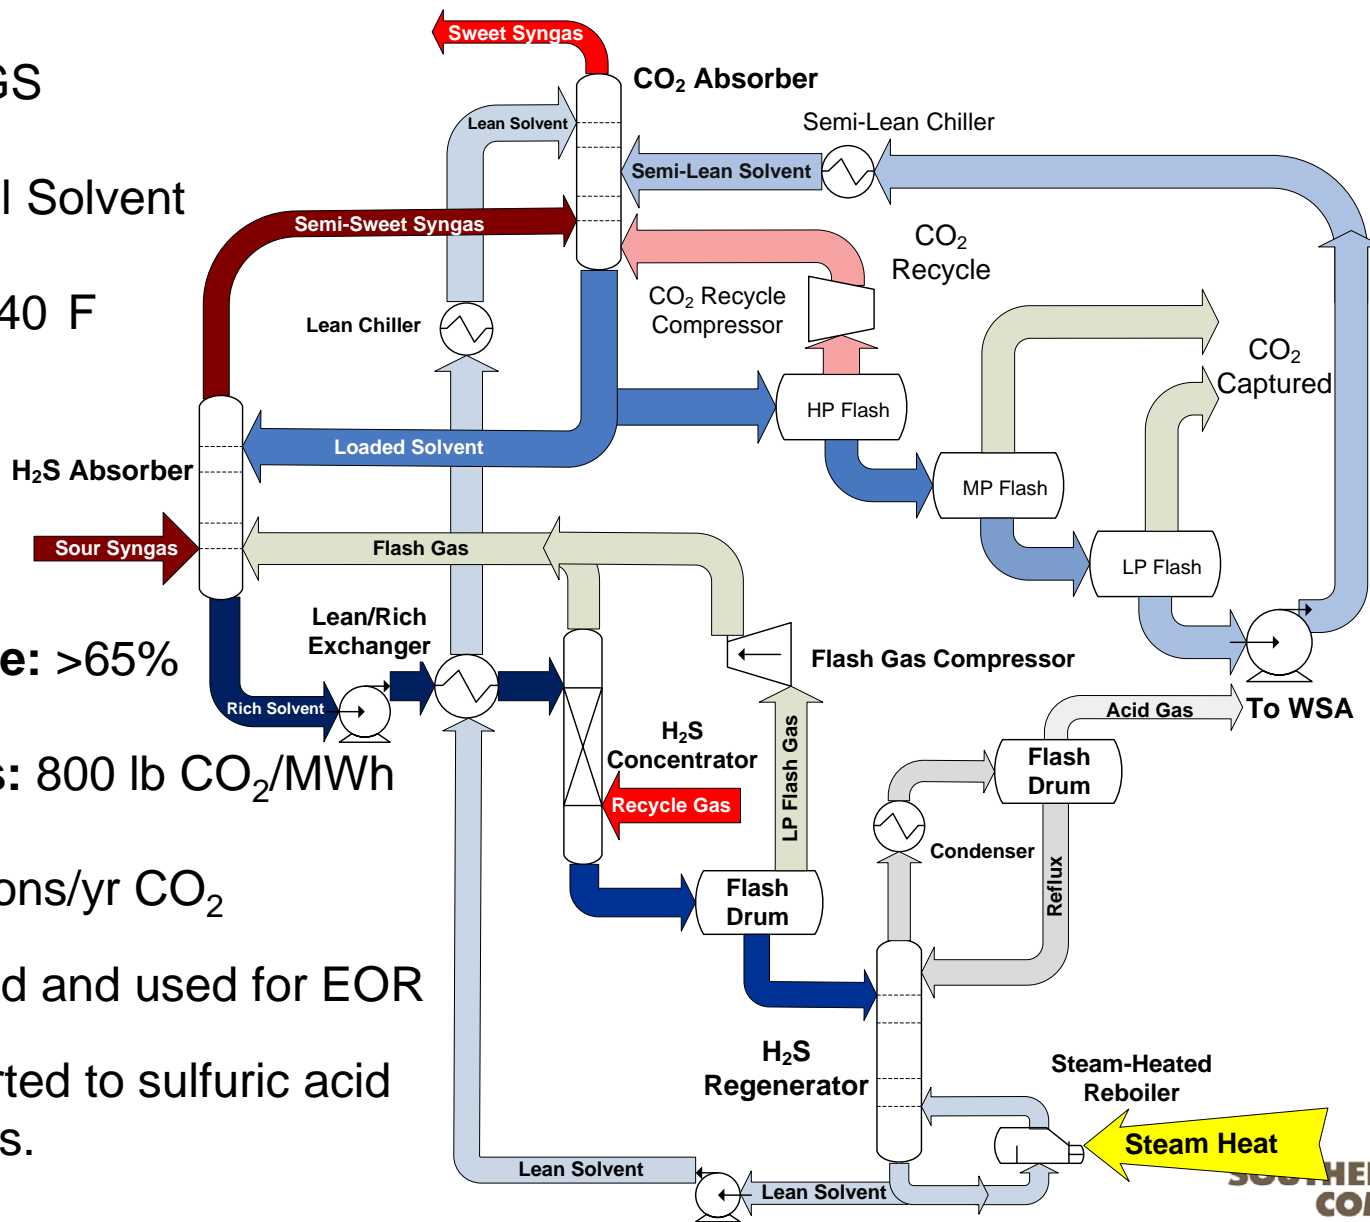 GS
l Solvent
40 F
e: >65%
s: 800 lb CO₂/MWh
ons/yr CO₂
d and used for EOR
rted to sulfuric acid
s.
Sweet Syngas
CO₂ Absorber
Lean Solvent
Semi-Lean Chiller
Semi-Lean Solvent
Semi-Sweet Syngas
CO₂
Recycle
CO₂ Recycle
Compressor
Lean Chiller
CO₂
Captured
HP Flash
Loaded Solvent
H₂S Absorber
MP Flash
Sour Syngas
Flash Gas
LP Flash
Lean/Rich
Exchanger
Flash Gas Compressor
Rich Solvent
Acid Gas
To WSA
H₂S
Concentrator
LP Flash Gas
Flash
Drum
Recycle Gas
Condenser
Reflux
Flash
Drum
H₂S
Regenerator
Steam-Heated
Reboiler
Steam Heat
Lean Solvent
Lean Solvent
SOUTHE
COM